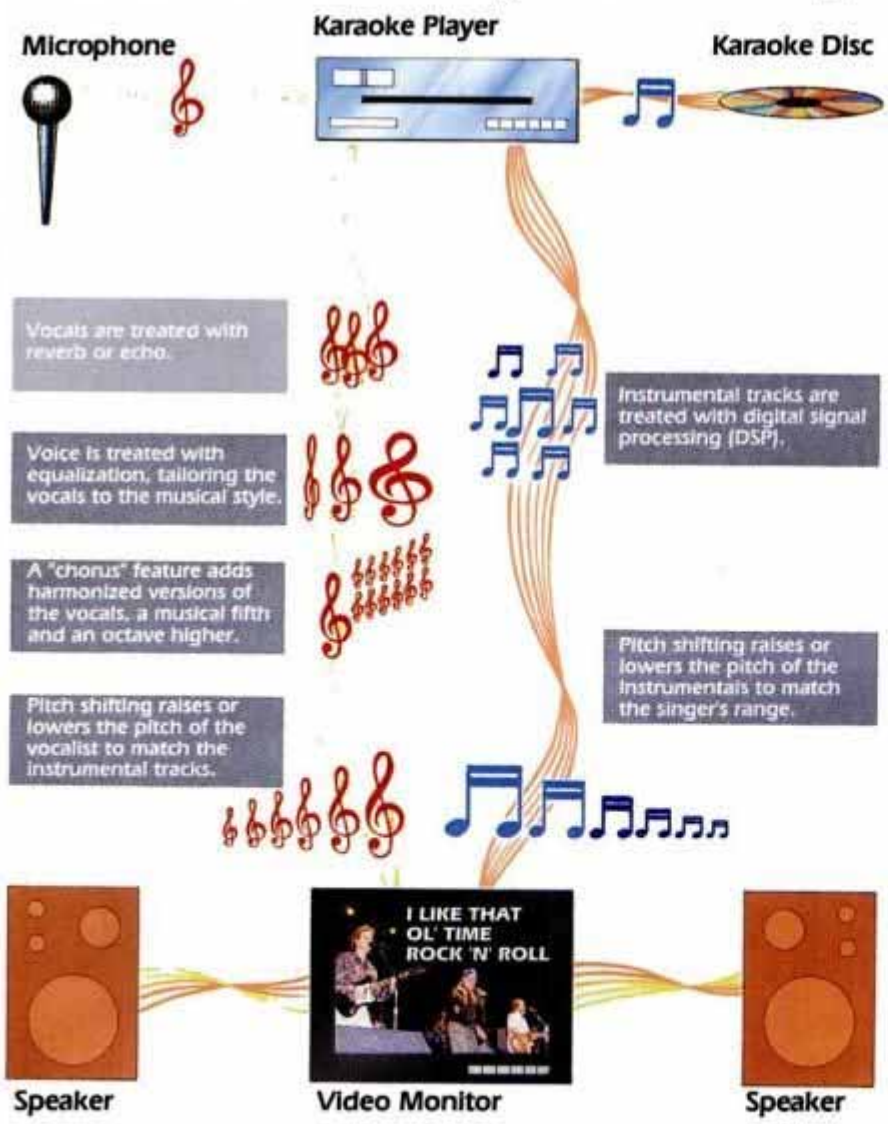 Microphone
Karaoke Player
Karaoke Disc
Vocals are treated with
reverb or echo.
Voice is treated with
equalization, tailoring the
vocals to the musical style.
A "chorus" feature adds
harmonized versions of
the vocals, a musical fifth
and an octave higher.
Pitch shifting raises or
lowers the pitch of the
vocalist to match the
instrumental tracks.
Instrumental tracks are
treated with digital signal
processing (DSP).
Pitch shifting raises or
lowers the pitch of the
instrumentals to match
the singer's range.
I LIKE THAT
OL' TIME
ROCK 'N' ROLL
Speaker
Video Monitor
Speaker